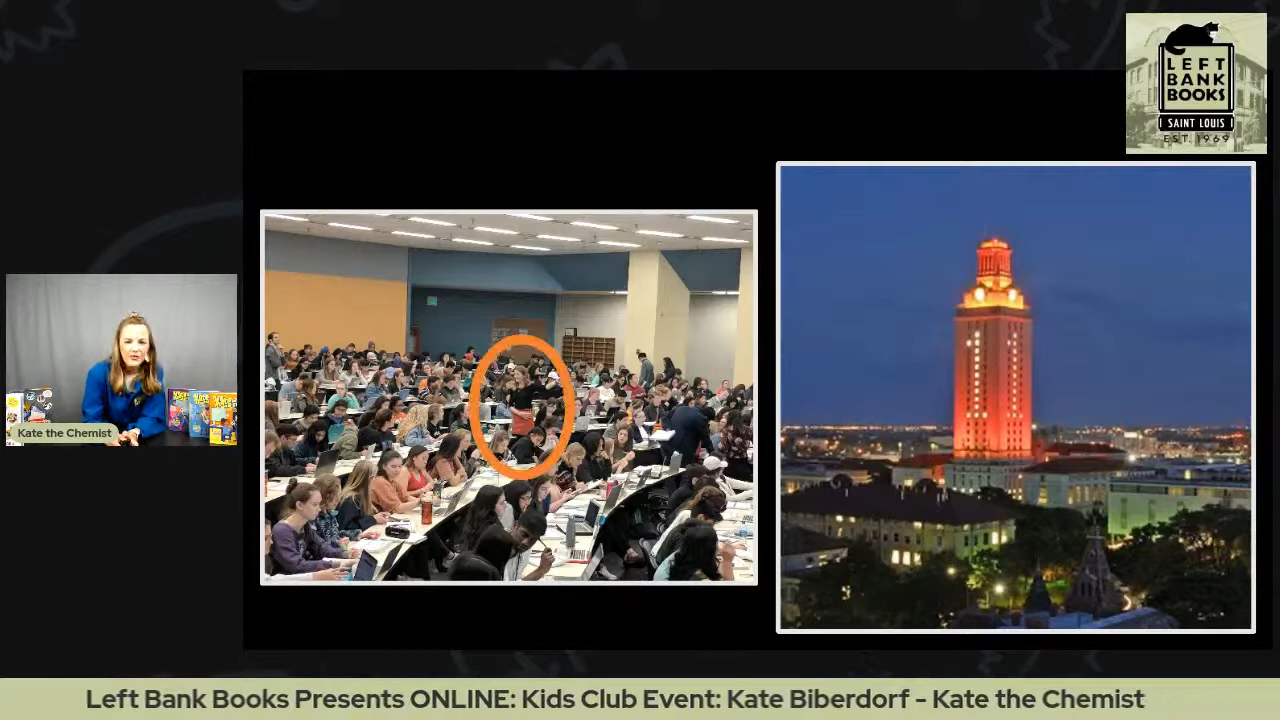 LEFT
BANK
BOOKS
SAINT LOUIS
EST. 1969
Kate the Chemist
Left Bank Books Presents ONLINE: Kids Club Event: Kate Biberdorf - Kate the Chemist